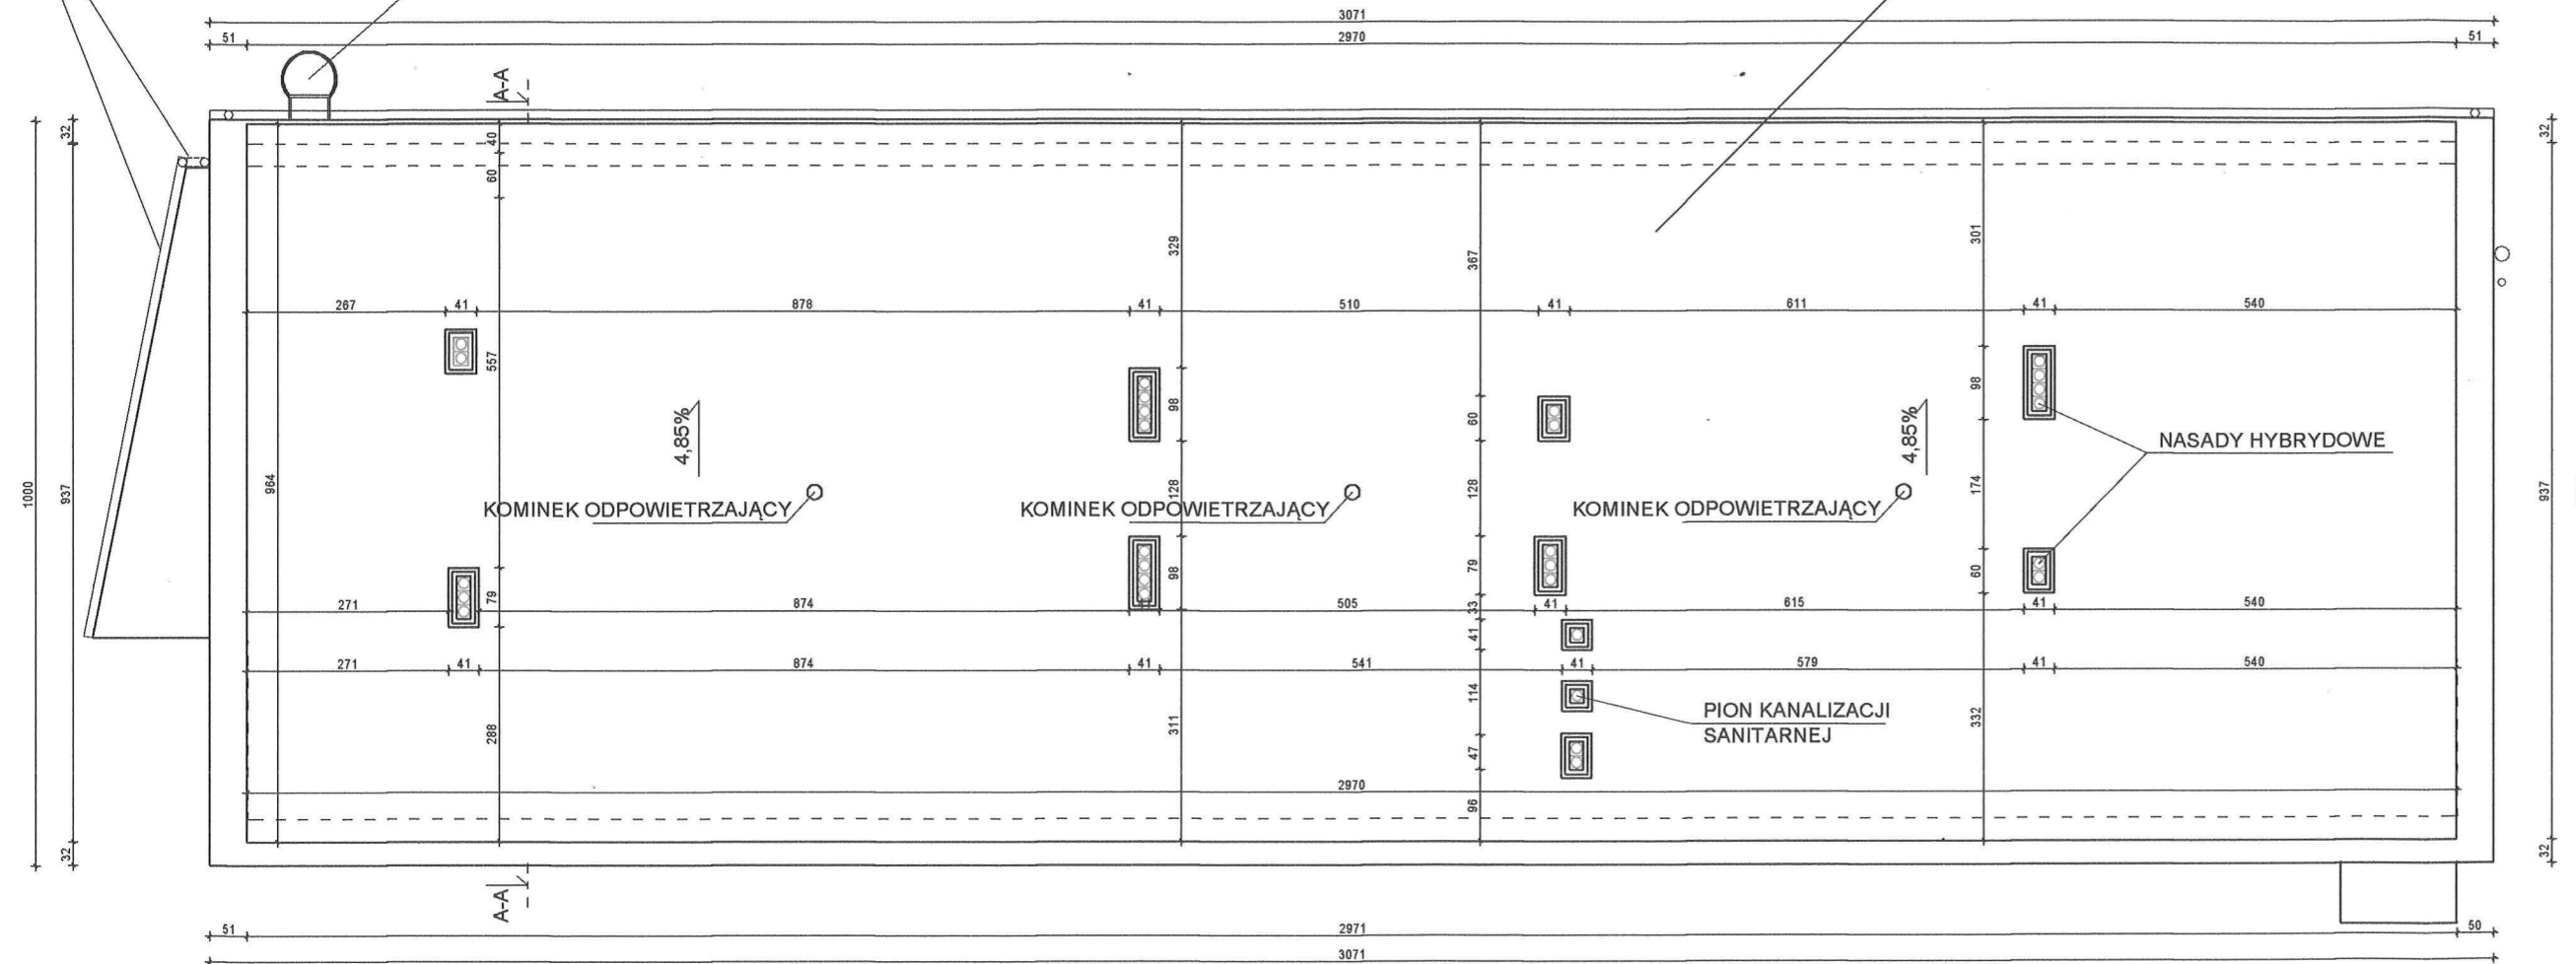 3071
51 2970 51
A-A
32 40 32
60
329 367 301
267 41 878 41 510 41 611 41 540
557
98 60 98
4,85% 4,85%
NASADY HYBRYDOWE
1000 937 964 128 128 174 937
KOMINEK ODPOWIETRZAJĄCY KOMINEK ODPOWIETRZAJĄCY KOMINEK ODPOWIETRZAJĄCY
79 98 79 60
271 874 505 33 41 615 41 540
41
271 41 874 41 541 41 579 41 540
114
PION KANALIZACJI
SANITARNEJ
288 311 332
47
2970
96
32 32
A-A
51 2971 50
3071